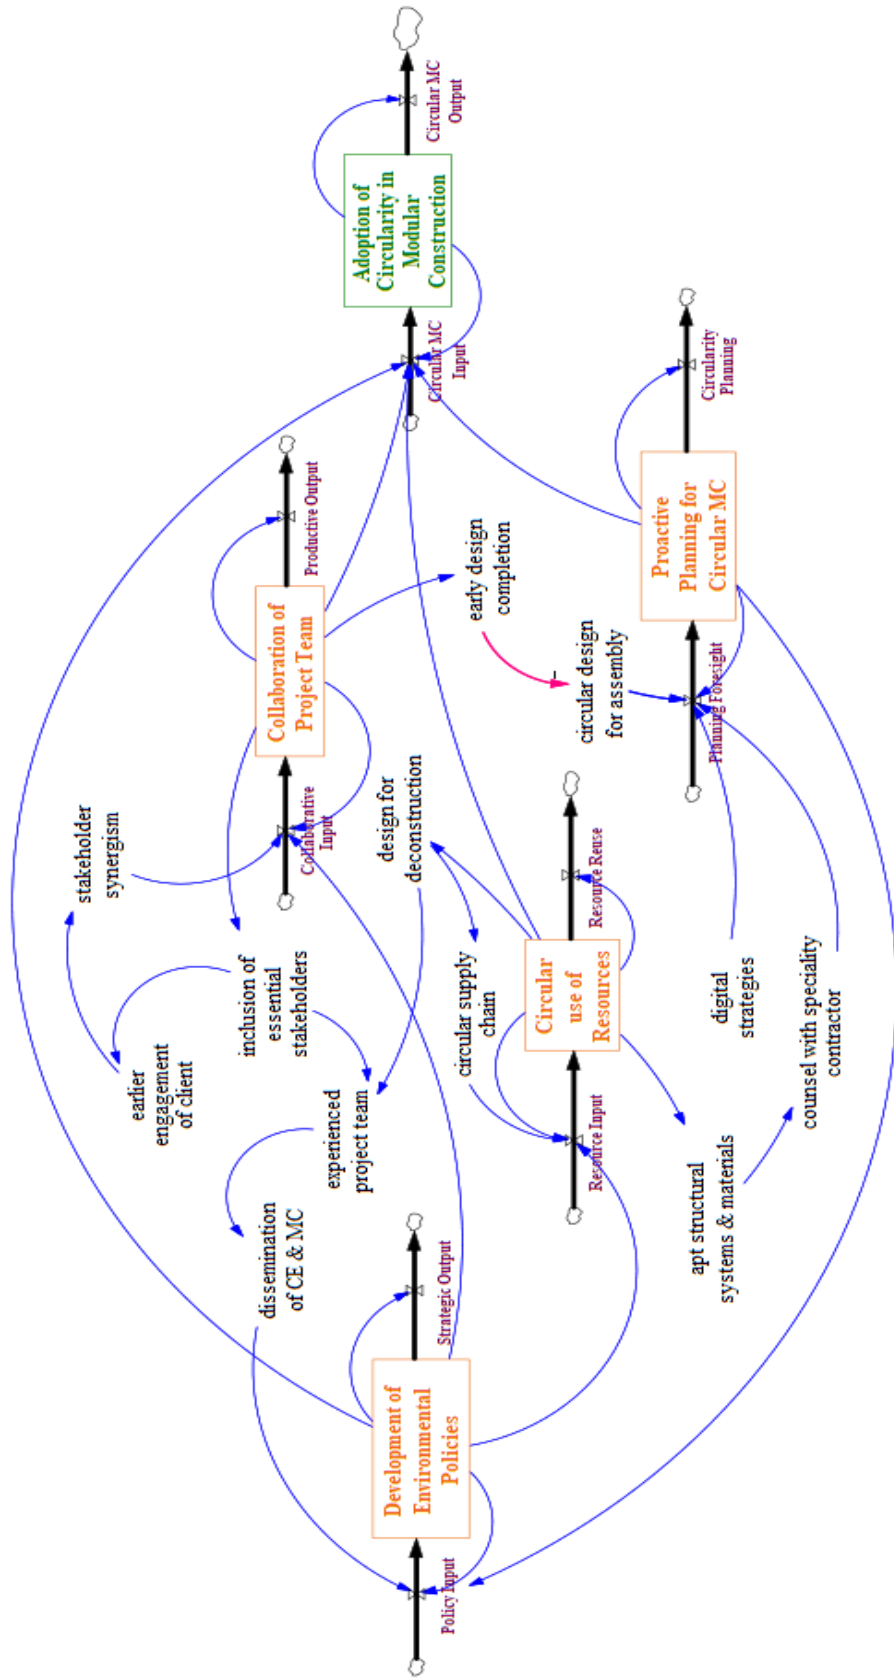 Adoption of
Circularity in
Modular
Construction
Circular MC
Output
Circular MC
Input
Collaboration of
Project Team
Productive Output
Collaborative
Input
stakeholder
synergism
earlier
engagement
of client
inclusion of
essential
stakeholders
experienced
project team
dissemination
of CE & MC
design for
deconstruction
early design
completion
-
circular design
for assembly
Development of
Environmental
Policies
Strategic Output
Policy Input
circular supply
chain
Circular
use of
Resources
Resource Reuse
Resource Input
apt structural
systems & materials
digital
strategies
counsel with speciality
contractor
Proactive
Planning for
Circular MC
Circularity
Planning
Planning Foresight